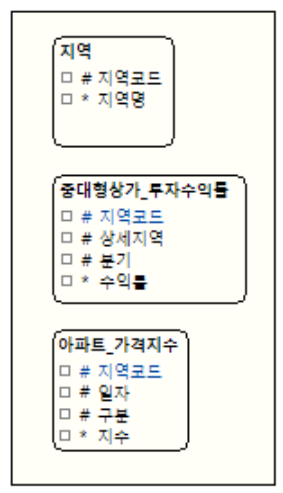 지역
# 지역코드
* 지역명
중대형상가_투자수익률
# 지역코드
# 상세지역
# 분기
* 수익률
아파트_가격지수
# 지역코드
# 일자
# 구분
* 지수